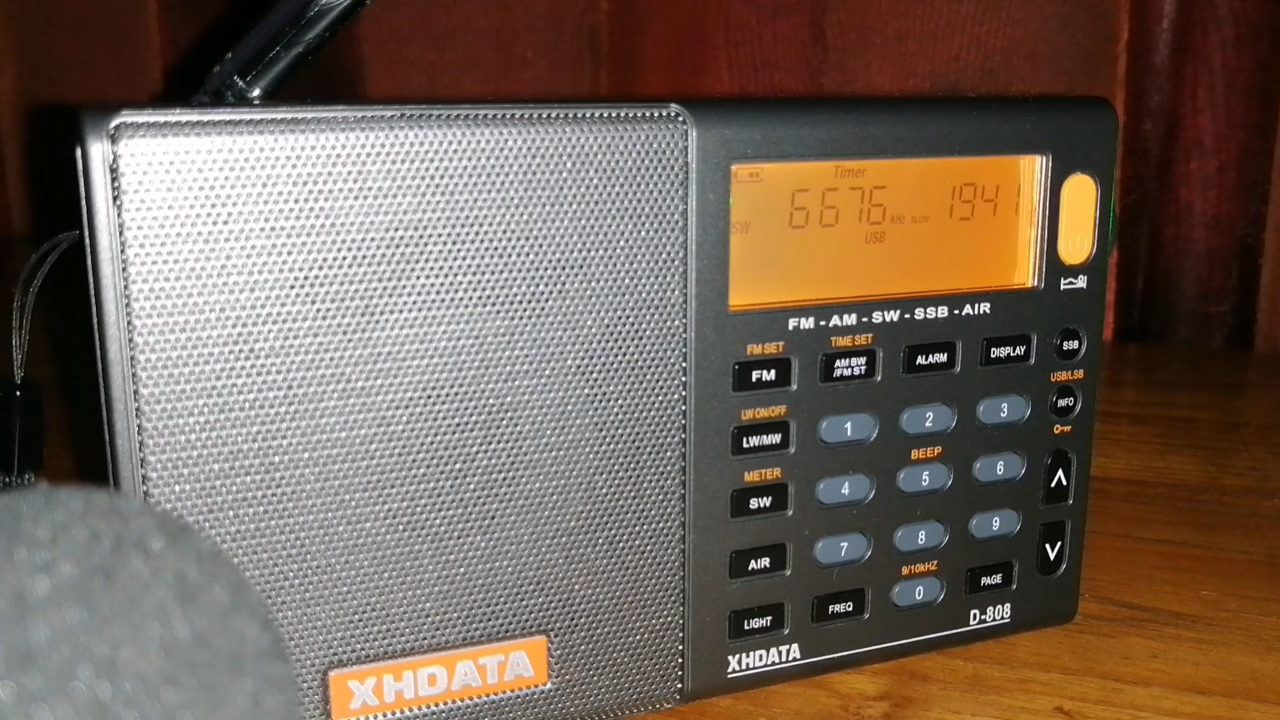 Timer
6676 kHz SLOW 1941
SW
USB
FM - AM - SW - SSB - AIR
FM SET TIME SET
FM AM BW /FM ST ALARM DISPLAY SSB
USB/LSB
LW ON/OFF 1 2 3 INFO
LW/MW
METER BEEP
SW 4 5 6
AIR 7 8 9
9/10kHZ
LIGHT FREQ 0 PAGE
XHDATA D-808
XHDATA